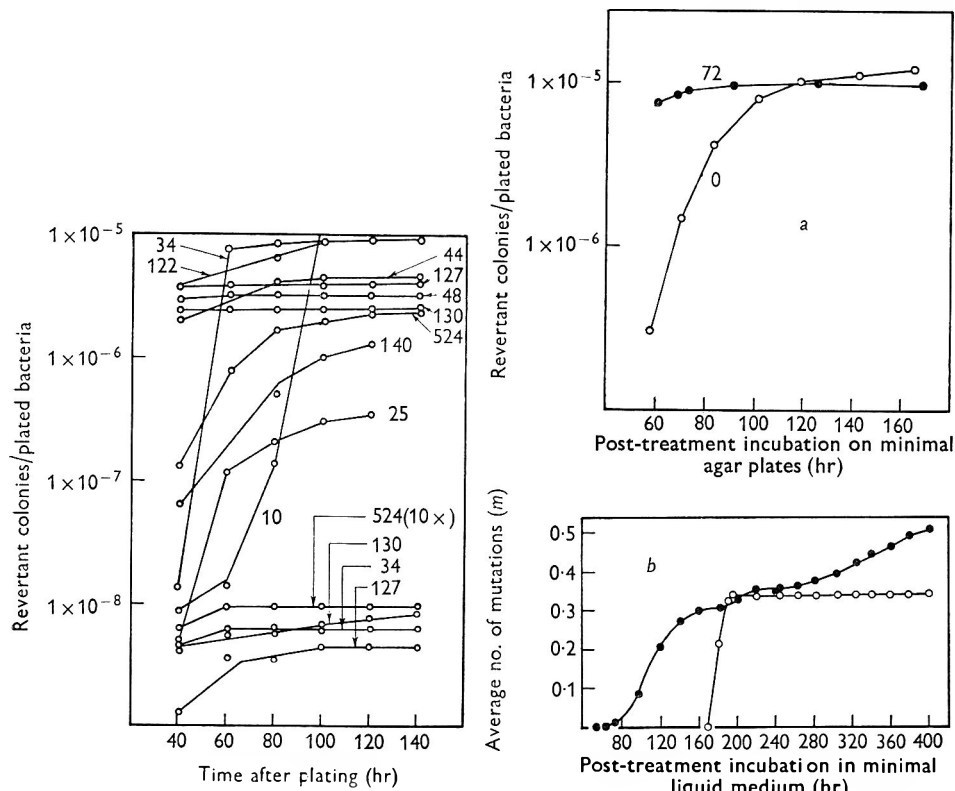 Revertant colonies/plated bacteria
1 × 10⁻⁵
1 × 10⁻⁶
1 × 10⁻⁷
1 × 10⁻⁸
34
122
44
127
48
130
524
140
25
10
524(10 ×)
130
34
127
40 60 80 100 120 140
Time after plating (hr)
Revertant colonies/plated bacteria
1 × 10⁻⁵
1 × 10⁻⁶
72
0
a
60 80 100 120 140 160
Post-treatment incubation on minimal
agar plates (hr)
Average no. of mutations (m)
0·5
0·4
0·3
0·2
0·1
b
80 120 160 200 240 280 320 360 400
Post-treatment incubation in minimal
liquid medium (hr)